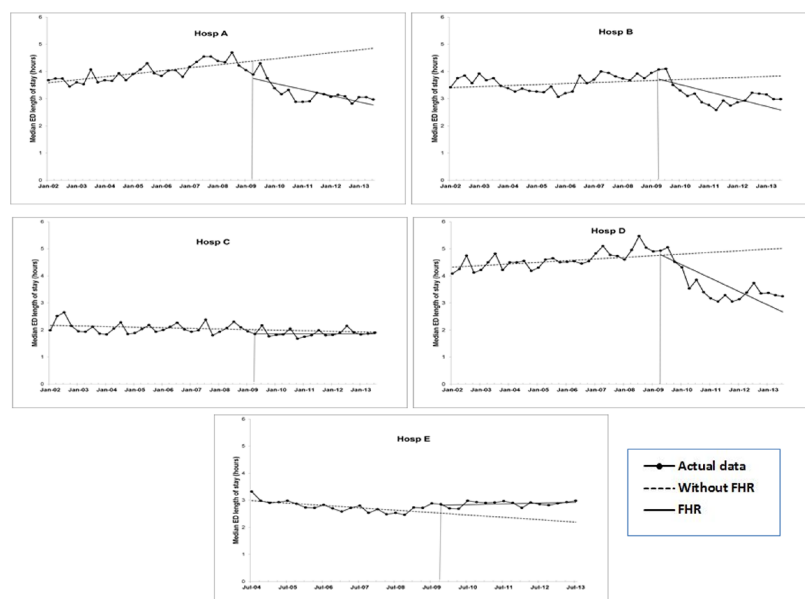 Hosp A
Median ED length of stay (hours)
6
5
4
3
2
1
0
Jan-02 Jan-03 Jan-04 Jan-05 Jan-06 Jan-07 Jan-08 Jan-09 Jan-10 Jan-11 Jan-12 Jan-13
Hosp B
Median ED length of stay (hours)
6
5
4
3
2
1
0
Jan-02 Jan-03 Jan-04 Jan-05 Jan-06 Jan-07 Jan-08 Jan-09 Jan-10 Jan-11 Jan-12 Jan-13
Hosp C
Median ED length of stay (hours)
6
5
4
3
2
1
0
Jan-02 Jan-03 Jan-04 Jan-05 Jan-06 Jan-07 Jan-08 Jan-09 Jan-10 Jan-11 Jan-12 Jan-13
Hosp D
Median ED length of stay (hours)
6
5
4
3
2
1
0
Jan-02 Jan-03 Jan-04 Jan-05 Jan-06 Jan-07 Jan-08 Jan-09 Jan-10 Jan-11 Jan-12 Jan-13
Hosp E
Median ED length of stay (hours)
6
5
4
3
2
1
0
Jul-04 Jul-05 Jul-06 Jul-07 Jul-08 Jul-09 Jul-10 Jul-11 Jul-12 Jul-13
Actual data
Without FHR
FHR